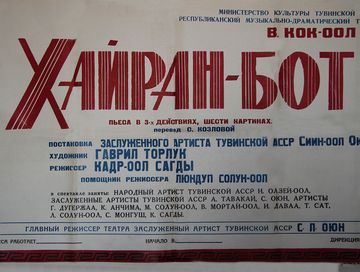 МИНИСТЕРСТВО КУЛЬТУРЫ ТУВИНСКОЙ
РЕСПУБЛИКАНСКИЙ МУЗЫКАЛЬНО-ДРАМАТИЧЕСКИЙ Т
В. КОК-ООЛ
ХАЙРАН-БОТ
ПЬЕСА В 3-х ДЕЙСТВИЯХ, ШЕСТИ КАРТИНАХ.
перевод С. КОЗЛОВОЙ
ПОСТАНОВКА ЗАСЛУЖЕННОГО АРТИСТА ТУВИНСКОЙ АССР СИИН-ООЛ ОК
ХУДОЖНИК ГАВРИЛ ТОРЛУК
РЕЖИССЕР КАДР-ООЛ САГДЫ
ПОМОЩНИК РЕЖИССЕРА ЛЮНДУП СОЛУН-ООЛ
в спектакле заняты: НАРОДНЫЙ АРТИСТ ТУВИНСКОЙ АССР Н. ОЛЗЕЙ-ООЛ,
ЗАСЛУЖЕННЫЕ АРТИСТЫ ТУВИНСКОЙ АССР А. ТАВАКАЙ, С. ОЮН, АРТИСТЫ
Г. ДУГЕРЖАА, К. АНЧИМА, М. СОЛУН-ООЛ, В. МОРТАЙ-ООЛ, И. ДАВАА, Т. САТ,
Л. СОЛУН-ООЛ, С. МОНГУШ, К. САГДЫ.
ГЛАВНЫЙ РЕЖИССЕР ТЕАТРА ЗАСЛУЖЕННЫЙ АРТИСТ ТУВИНСКОЙ АССР С. П. ОЮН
СА РАБОТАЕТ НАЧАЛО В ДИРЕКЦИ